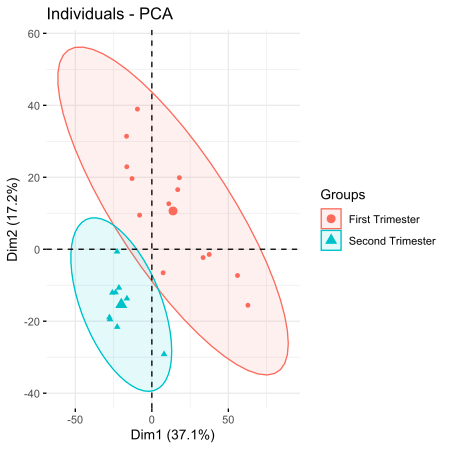 Individuals - PCA
60
40
20
0
-20
-40
-50
0
50
Dim1 (37.1%)
Dim2 (17.2%)
Groups
First Trimester
Second Trimester